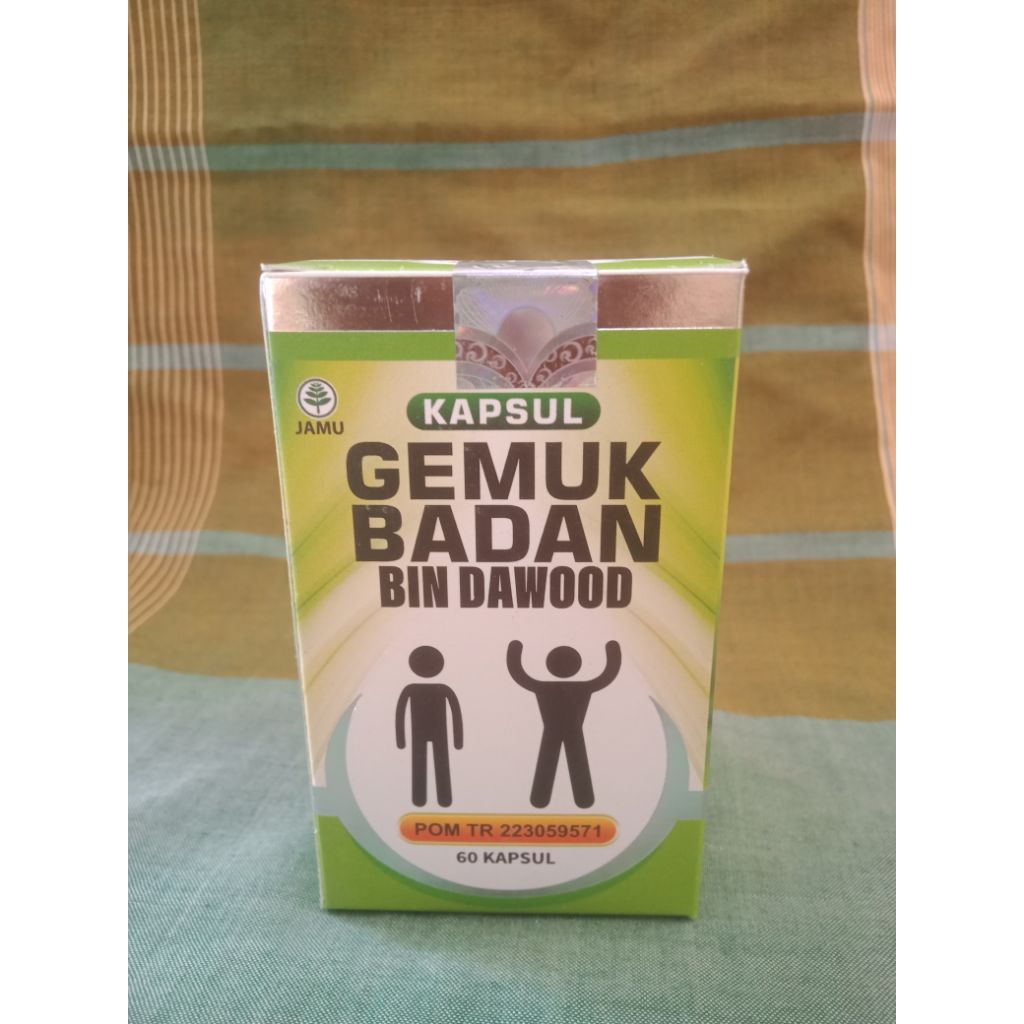 JAMU
KAPSUL
GEMUK
BADAN
BIN DAWOOD
POM TR 223059571
60 KAPSUL